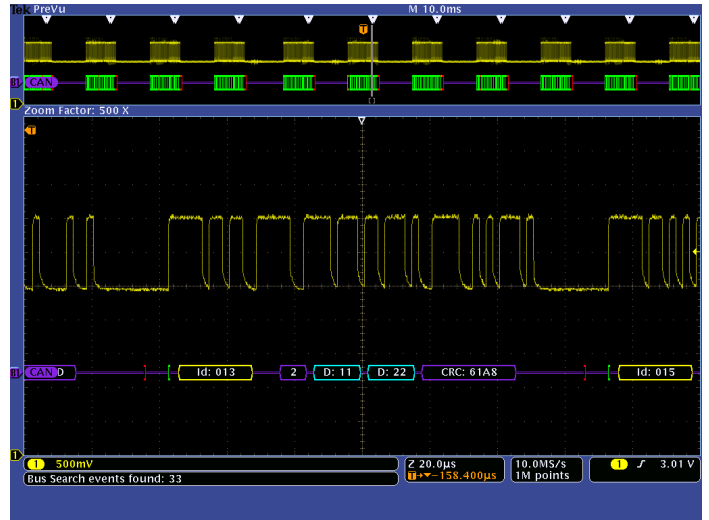 Tek PreVu M 10.0ms
T
B1 CAN
1
Zoom Factor: 500 X
T
B1 CAN D Id: 013 2 D: 11 D: 22 CRC: 61A8 Id: 015
1
1 500mV Z 20.0µs 10.0MS/s 1 3.01 V
T→▼−158.400µs 1M points
Bus Search events found: 33